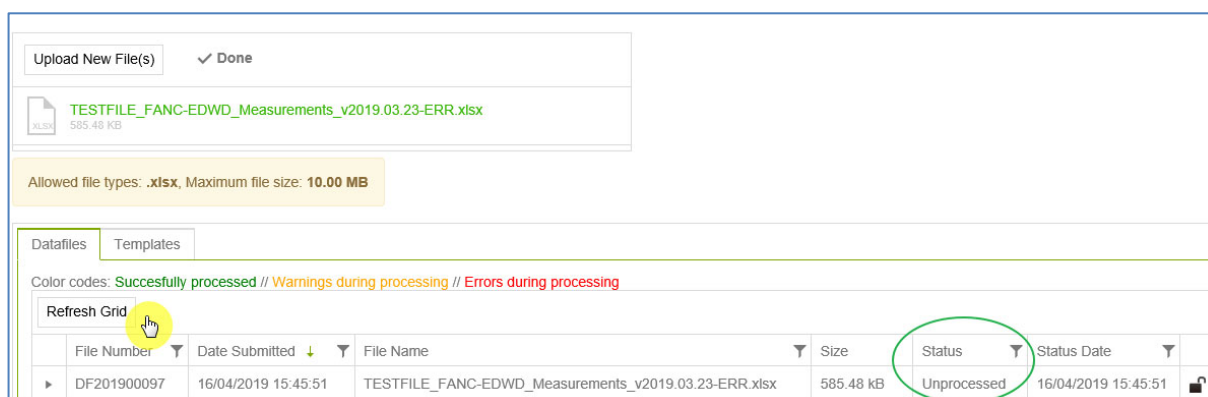 Upload New File(s) Done
TESTFILE_FANC-EDWD_Measurements_v2019.03.23-ERR.xlsx
XLSX 585.48 KB
Allowed file types: .xlsx, Maximum file size: 10.00 MB
Datafiles Templates
Color codes: Succesfully processed // Warnings during processing // Errors during processing
Refresh Grid
File Number Date Submitted ↓ File Name Size Status Status Date
DF201900097 16/04/2019 15:45:51 TESTFILE_FANC-EDWD_Measurements_v2019.03.23-ERR.xlsx 585.48 kB Unprocessed 16/04/2019 15:45:51